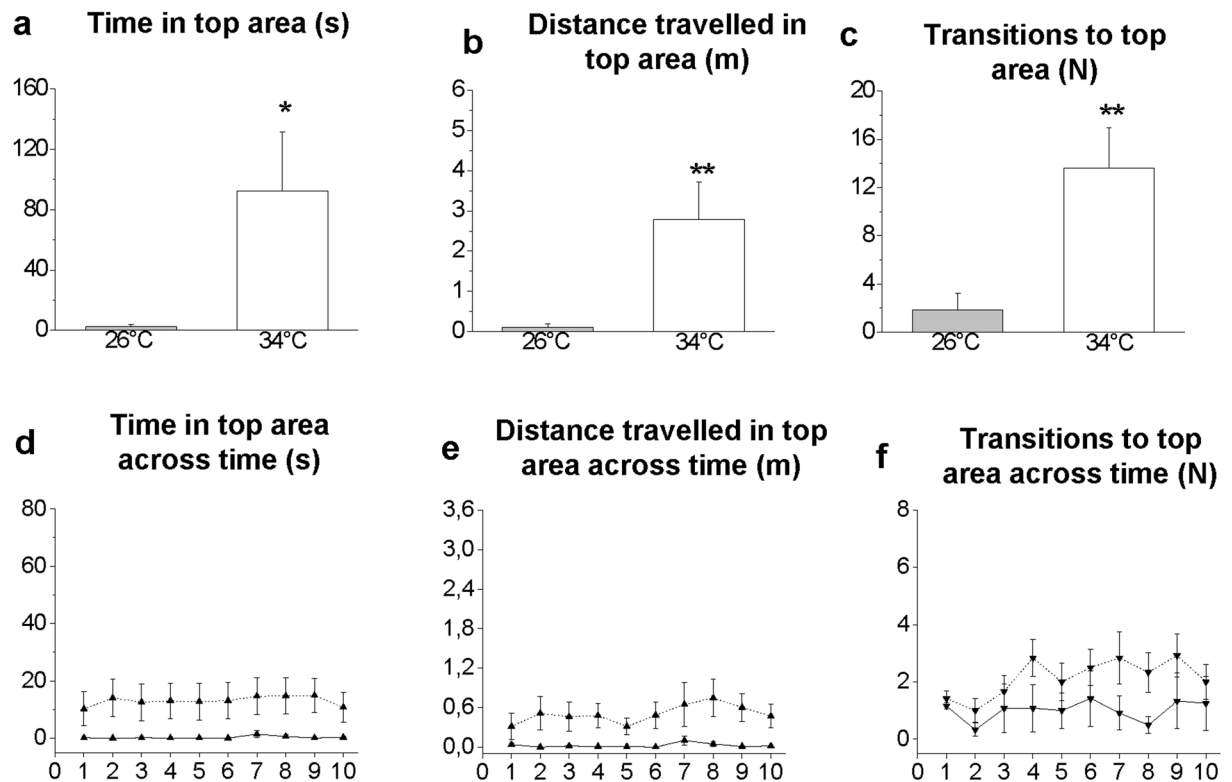 a Time in top area (s)
160
120
80
40
0
*
26°C 34°C
b Distance travelled in
top area (m)
6
5
4
3
2
1
0
**
26°C 34°C
c Transitions to top
area (N)
20
16
12
8
4
0
**
26°C 34°C
d Time in top area
across time (s)
80
60
40
20
0
0 1 2 3 4 5 6 7 8 9 10
e Distance travelled in top
area across time (m)
3,6
3,0
2,4
1,8
1,2
0,6
0,0
0 1 2 3 4 5 6 7 8 9 10
f Transitions to top
area across time (N)
8
6
4
2
0
0 1 2 3 4 5 6 7 8 9 10